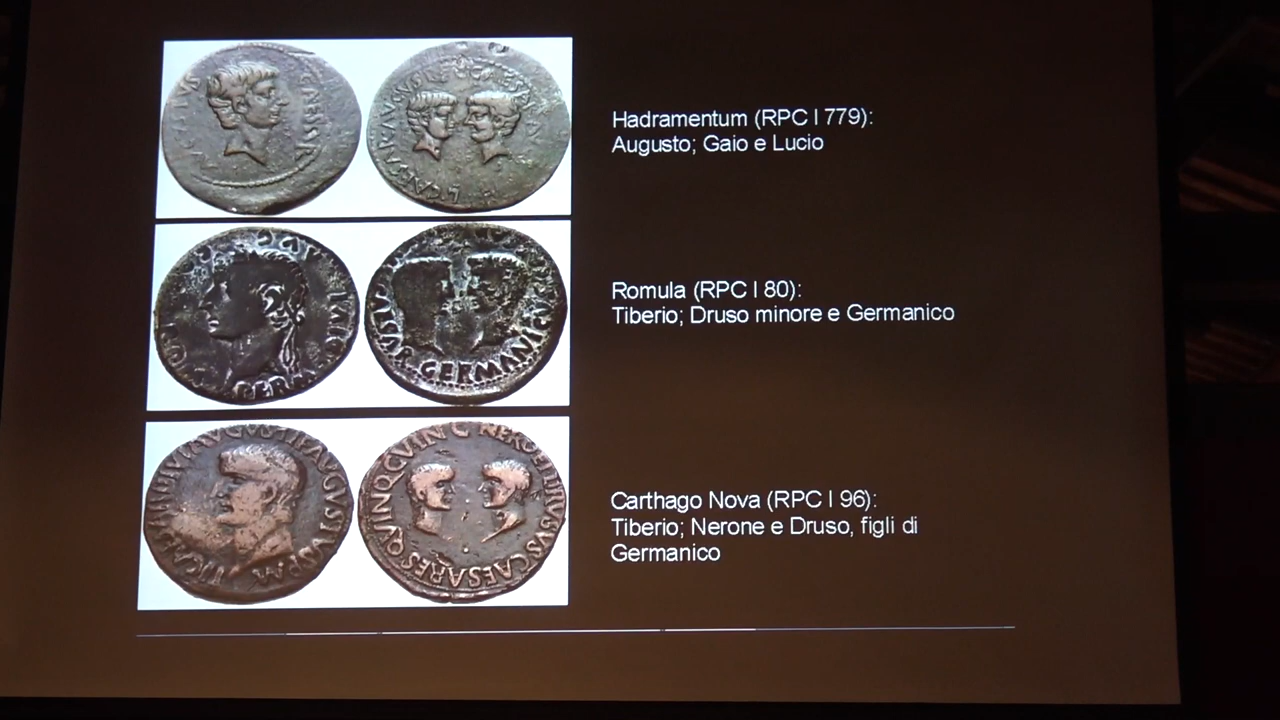 Hadramentum (RPC I 779):
Augusto; Gaio e Lucio
Romula (RPC I 80):
Tiberio; Druso minore e Germanico
GERMANI
Carthago Nova (RPC I 96):
Tiberio; Nerone e Druso, figli di
Germanico